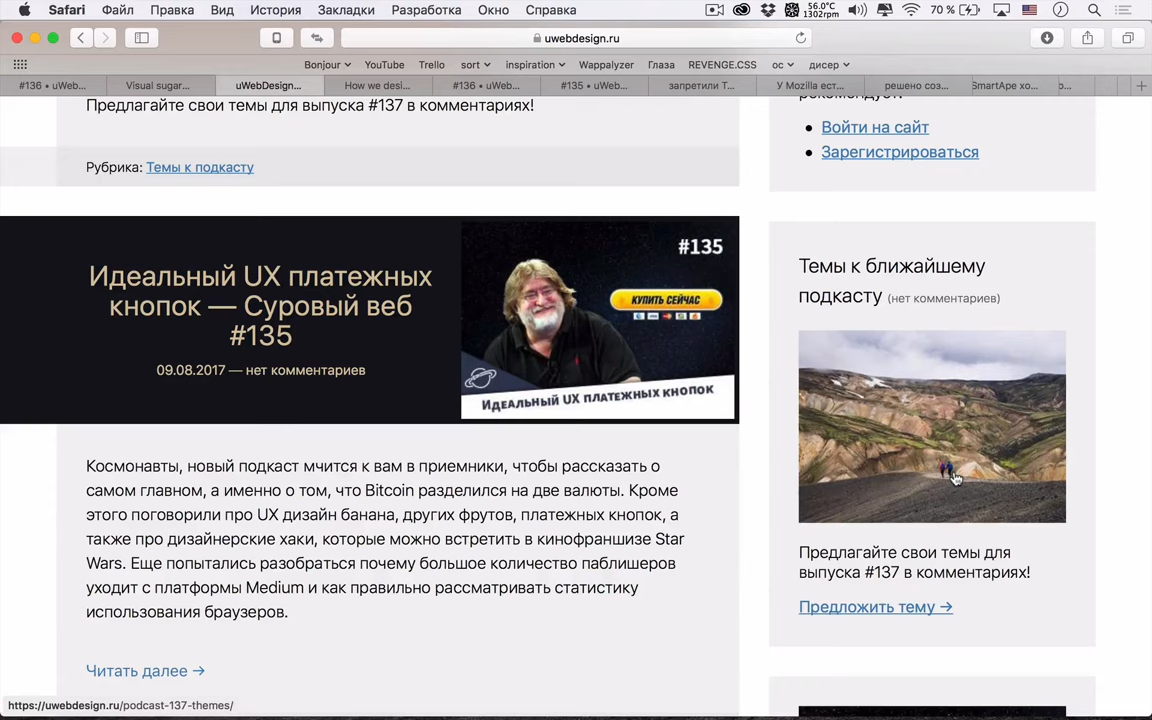 Safari Файл Правка Вид История Закладки Разработка Окно Справка 56.0°C 1302rpm 70 %
uwebdesign.ru
Bonjour YouTube Trello sort inspiration Wappalyzer Глаза REVENGE.CSS ос дисер
#136 • uWeb... Visual sugar... uWebDesign... How we desi... #136 • uWeb... #135 • uWeb... запретили Т... У Mozilla ест... решено соз... SmartApe хо...
Предлагайте свои темы для выпуска #137 в комментариях!
Рубрика: Темы к подкасту
Идеальный UX платежных
кнопок — Суровый веб
#135
09.08.2017 — нет комментариев
#135
КУПИТЬ СЕЙЧАС
Идеальный UX платежных кнопок
Космонавты, новый подкаст мчится к вам в приемники, чтобы рассказать о
самом главном, а именно о том, что Bitcoin разделился на две валюты. Кроме
этого поговорили про UX дизайн банана, других фрутов, платежных кнопок, а
также про дизайнерские хаки, которые можно встретить в кинофраншизе Star
Wars. Еще попытались разобраться почему большое количество паблишеров
уходит с платформы Medium и как правильно рассматривать статистику
использования браузеров.
Читать далее →
рекомендует.
Войти на сайт
Зарегистрироваться
Темы к ближайшему
подкасту (нет комментариев)
Предлагайте свои темы для
выпуска #137 в комментариях!
Предложить тему →
https://uwebdesign.ru/podcast-137-themes/